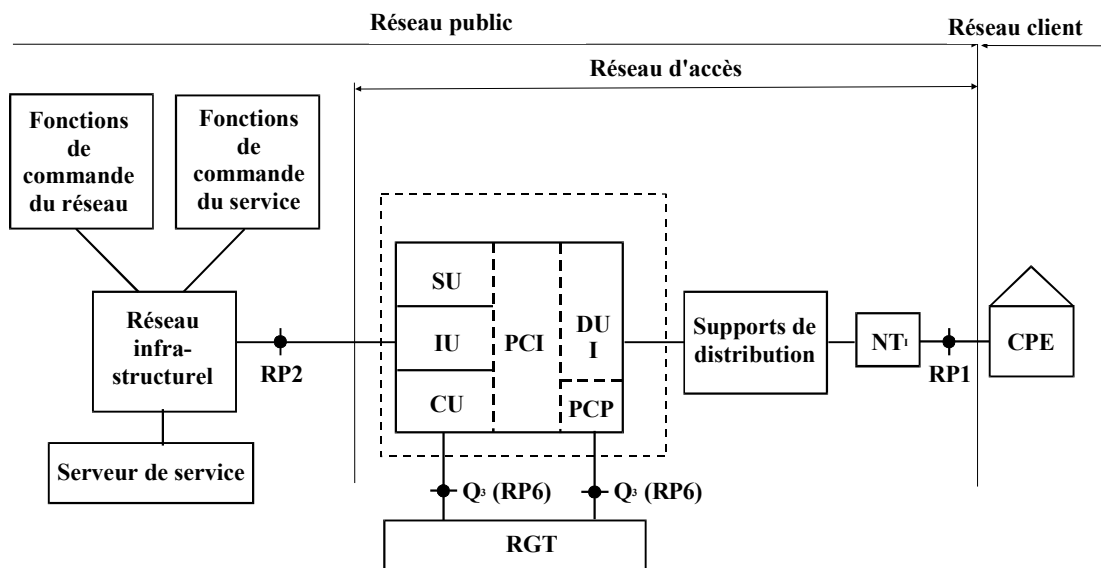 Réseau public
Réseau client
Réseau d'accès
Fonctions
de
commande
du réseau
Fonctions
de
commande
du service
SU
IU
CU
PCI
DU
I
PCP
Réseau
infra-
structurel
RP2
Supports de
distribution
NT1
RP1
CPE
Serveur de service
Q3 (RP6)
Q3 (RP6)
RGT